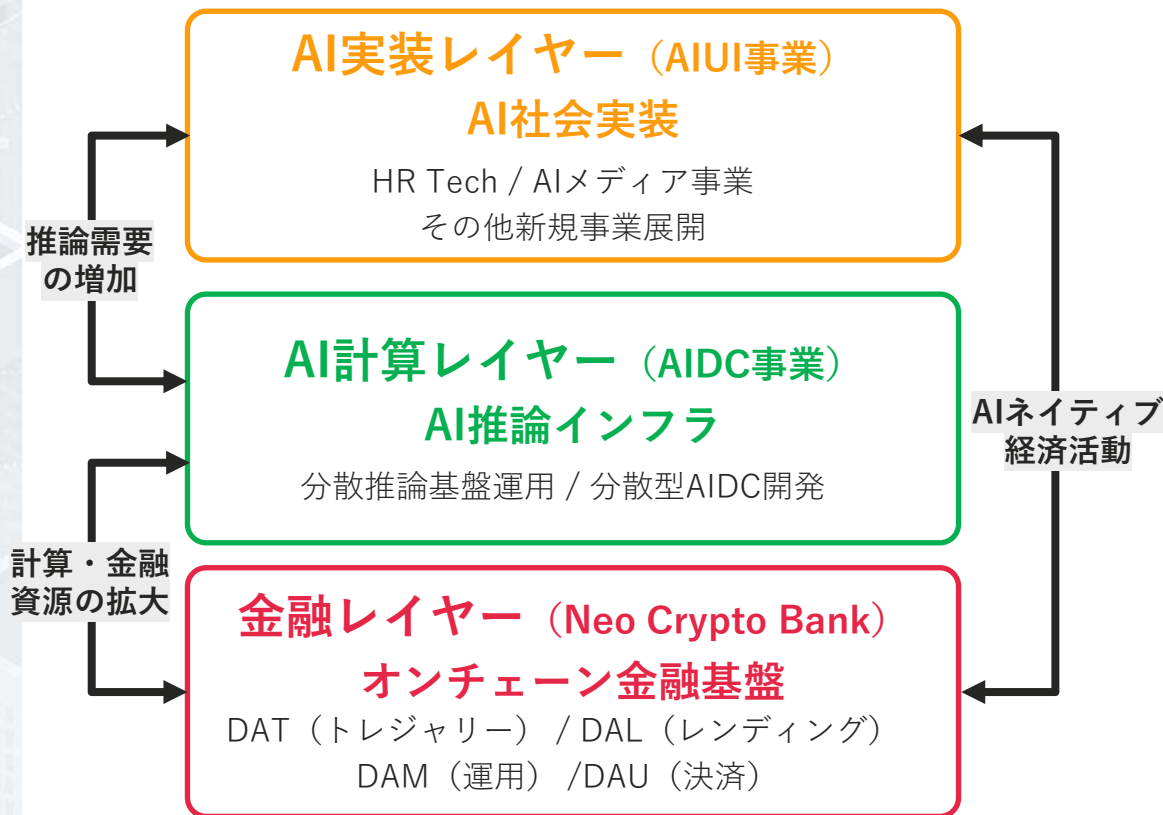 AI実装レイヤー（AIUI事業）
AI社会実装
HR Tech / AIメディア事業
その他新規事業展開
推論需要
の増加
AI計算レイヤー（AIDC事業）
AI推論インフラ
分散推論基盤運用 / 分散型AIDC開発
AIネイティブ
経済活動
計算・金融
資源の拡大
金融レイヤー（Neo Crypto Bank）
オンチェーン金融基盤
DAT（トレジャリー） / DAL（レンディング）
DAM（運用） /DAU（決済）